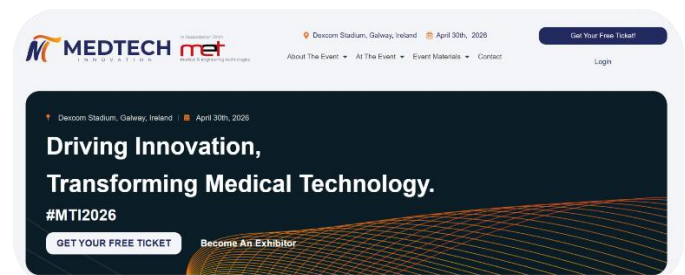 MEDTECH
INNOVATION
In Association With
met
Medical Engineering Technologies
Dexcom Stadium, Galway, Ireland April 30th, 2026
About The Event At The Event Event Materials Contact
Get Your Free Ticket!
Login
Dexcom Stadium, Galway, Ireland | April 30th, 2026
Driving Innovation,
Transforming Medical Technology.
#MTI2026
GET YOUR FREE TICKET Become An Exhibitor